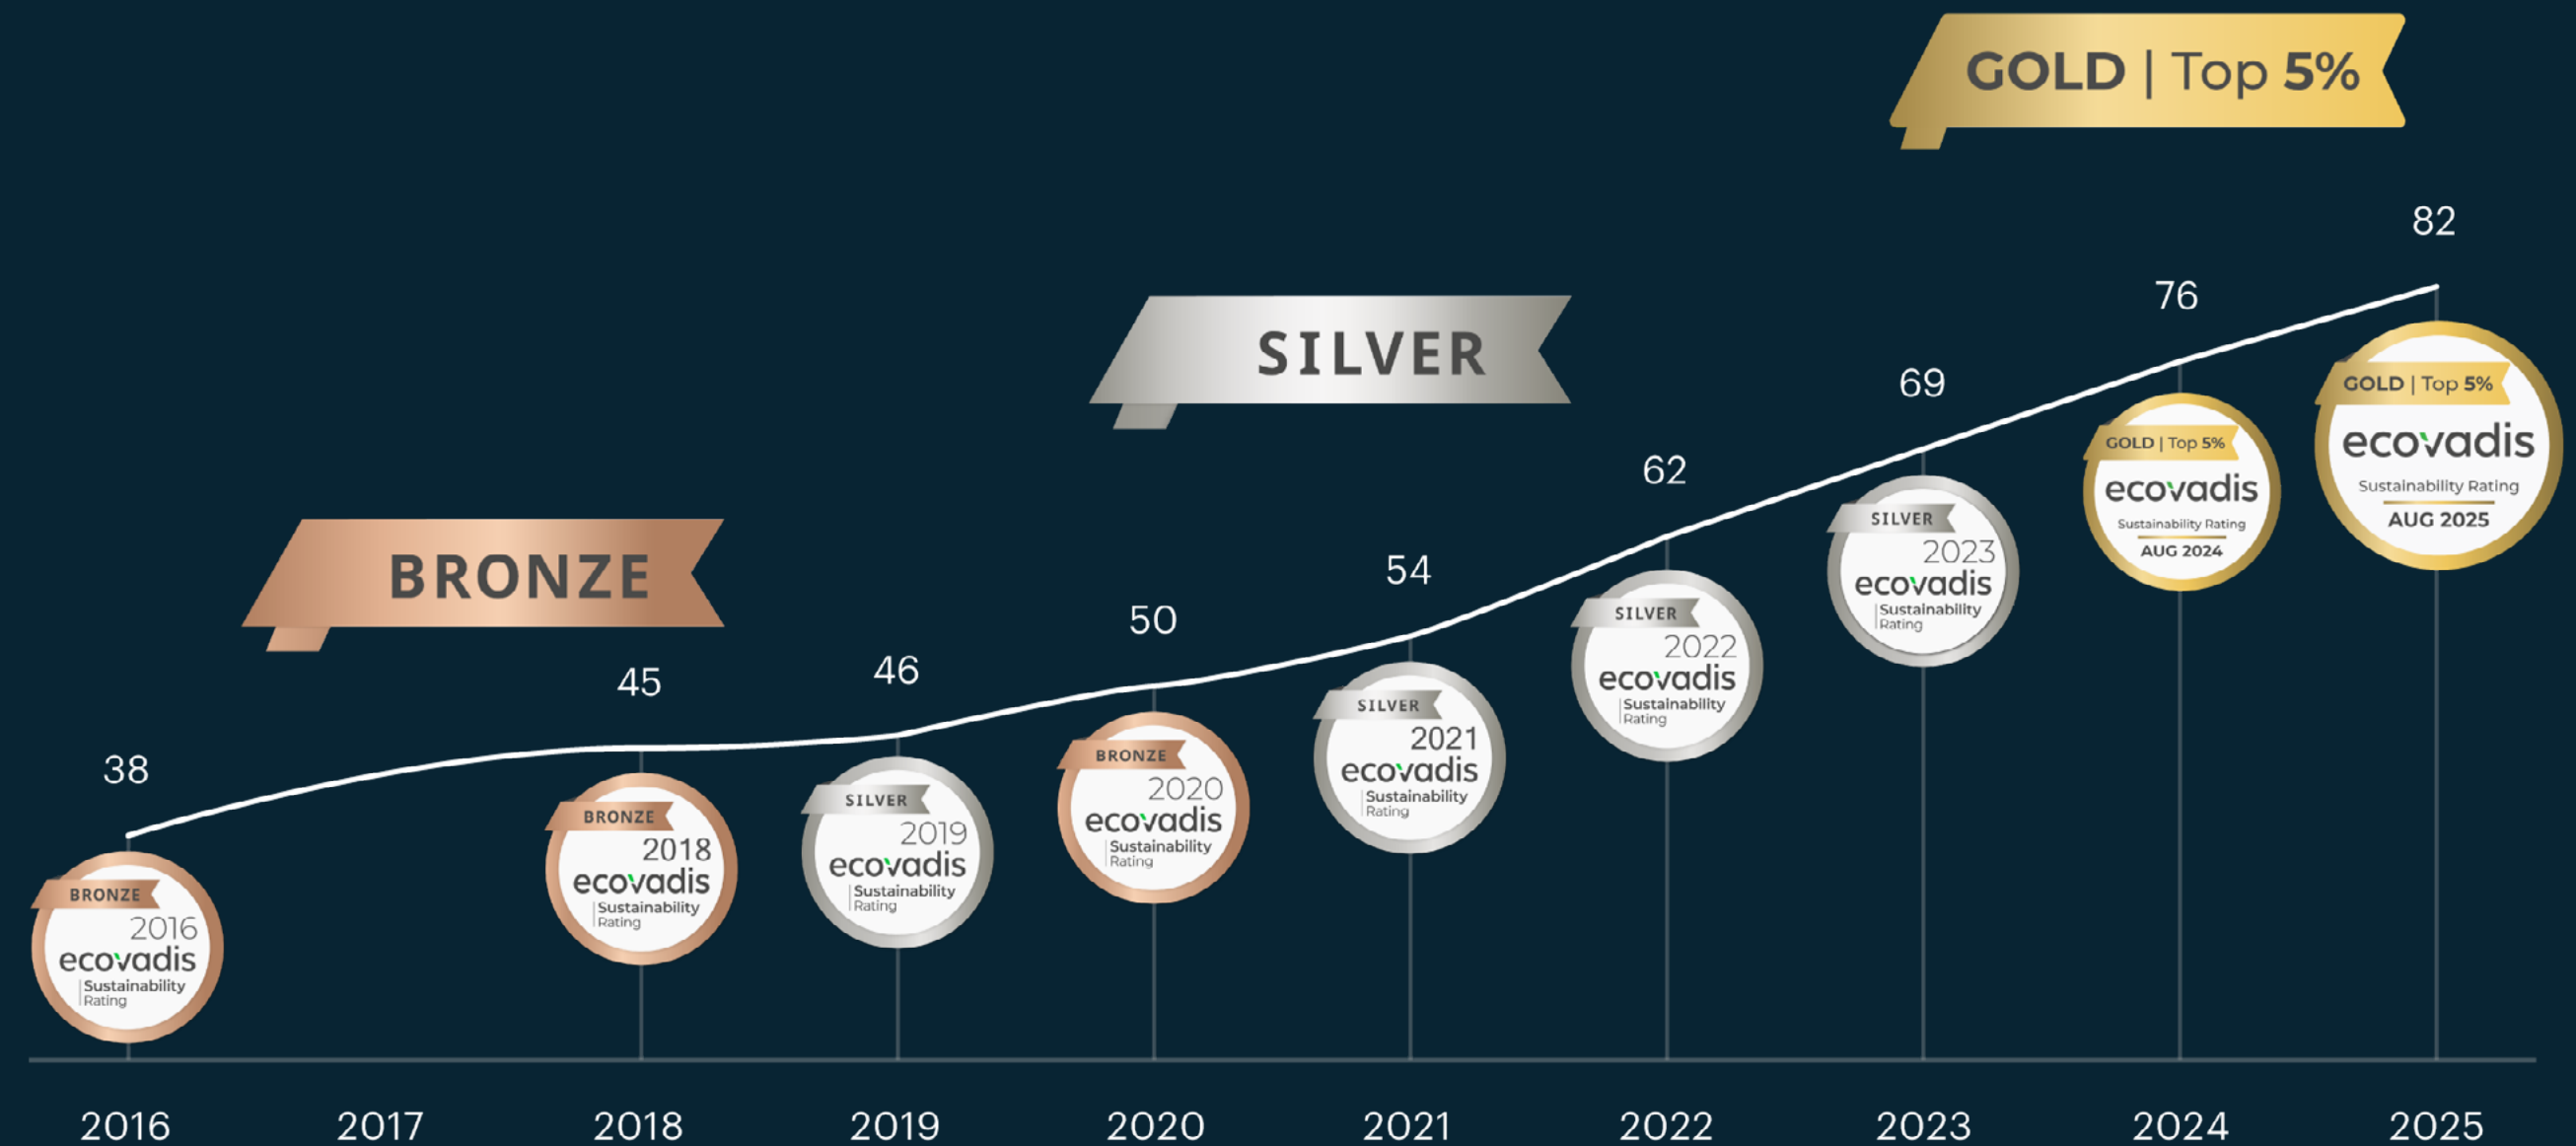 GOLD | Top 5%
82
76
GOLD | Top 5%
ecovadis
Sustainability Rating
AUG 2025
SILVER
69
GOLD | Top 5%
ecovadis
Sustainability Rating
AUG 2024
62
SILVER
2023
ecovadis
Sustainability
Rating
BRONZE
54
SILVER
2022
ecovadis
Sustainability
Rating
50
SILVER
2021
ecovadis
Sustainability
Rating
46
BRONZE
2020
ecovadis
Sustainability
Rating
45
SILVER
2019
ecovadis
Sustainability
Rating
38
BRONZE
2018
ecovadis
Sustainability
Rating
BRONZE
2016
ecovadis
Sustainability
Rating
2016 2017 2018 2019 2020 2021 2022 2023 2024 2025